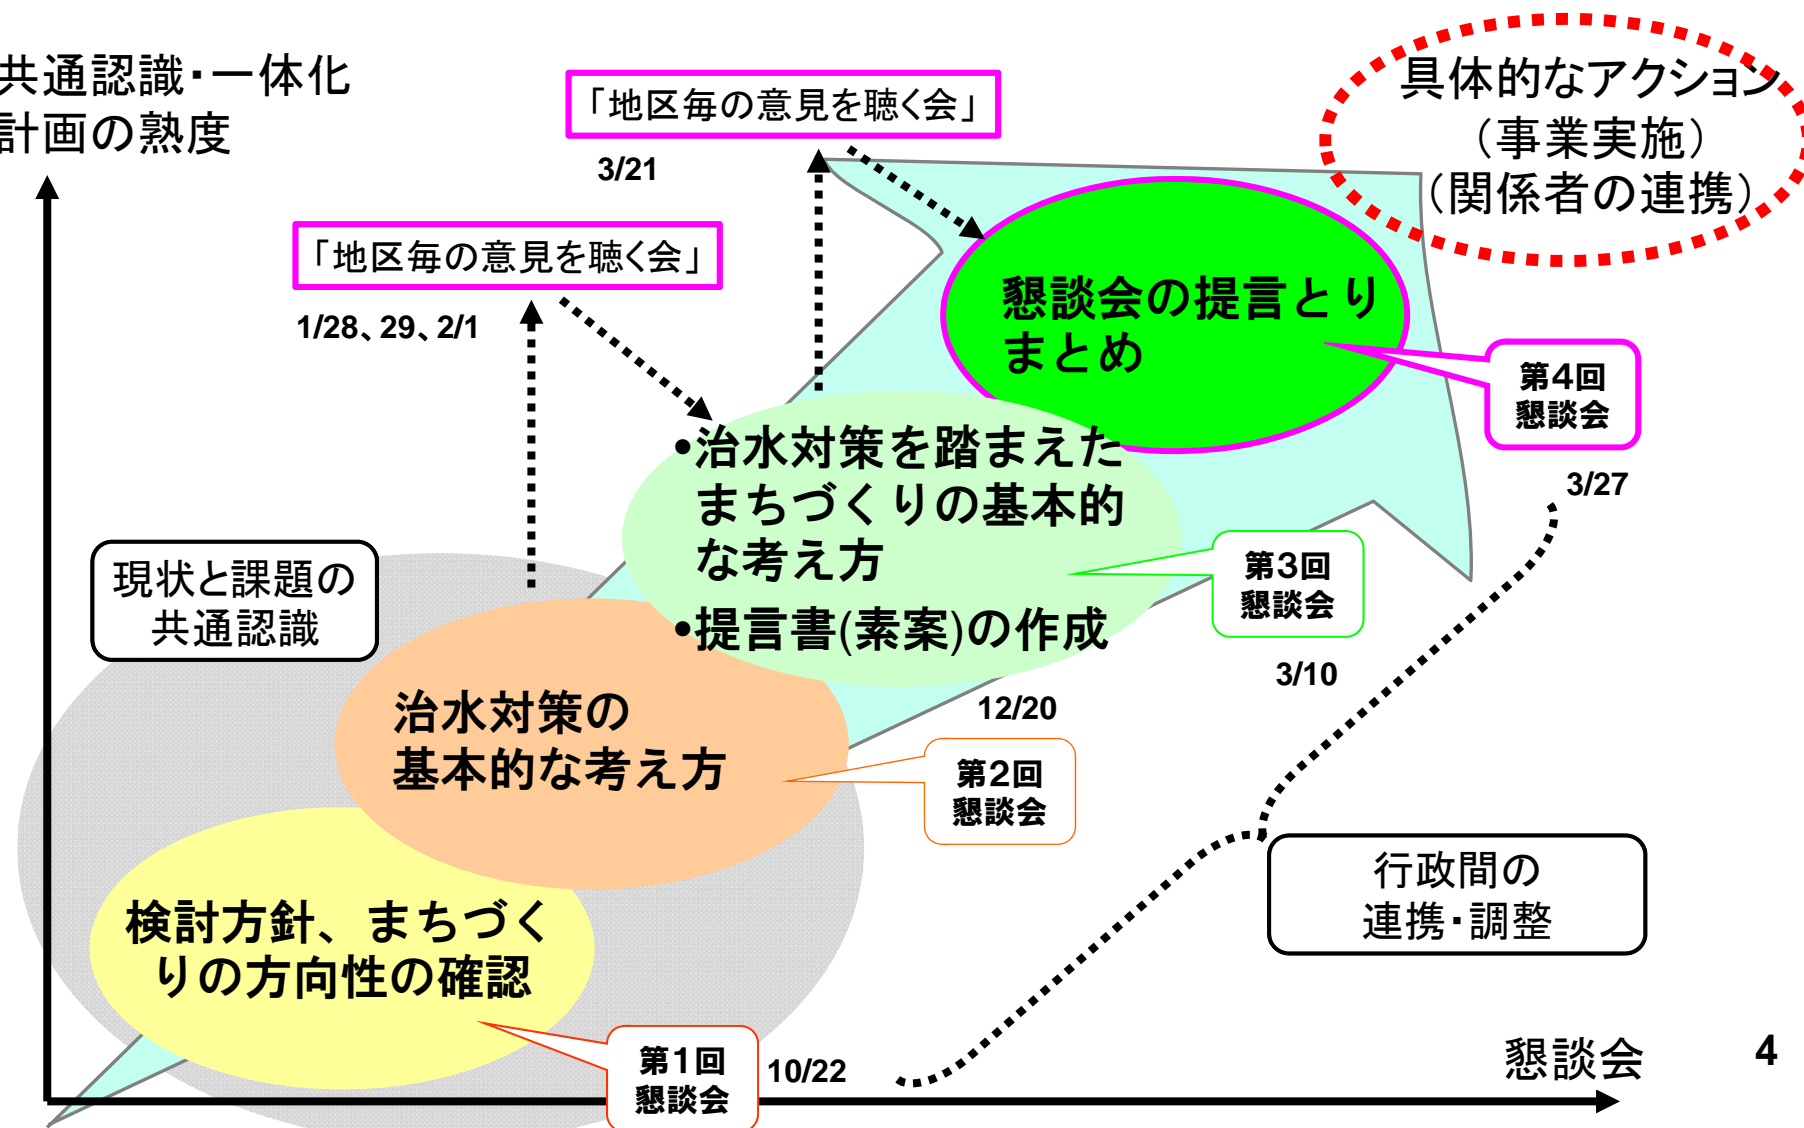 共通認識・一体化
計画の熟度
「地区毎の意見を聴く会」
3/21
具体的なアクション
（事業実施）
（関係者の連携）
「地区毎の意見を聴く会」
1/28、29、2/1
懇談会の提言とり
まとめ
第4回
懇談会
3/27
•治水対策を踏まえた
まちづくりの基本的
な考え方
•提言書(素案)の作成
第3回
懇談会
3/10
現状と課題の
共通認識
治水対策の
基本的な考え方
12/20
第2回
懇談会
行政間の
連携・調整
検討方針、まちづく
りの方向性の確認
第1回
懇談会
10/22
懇談会
4